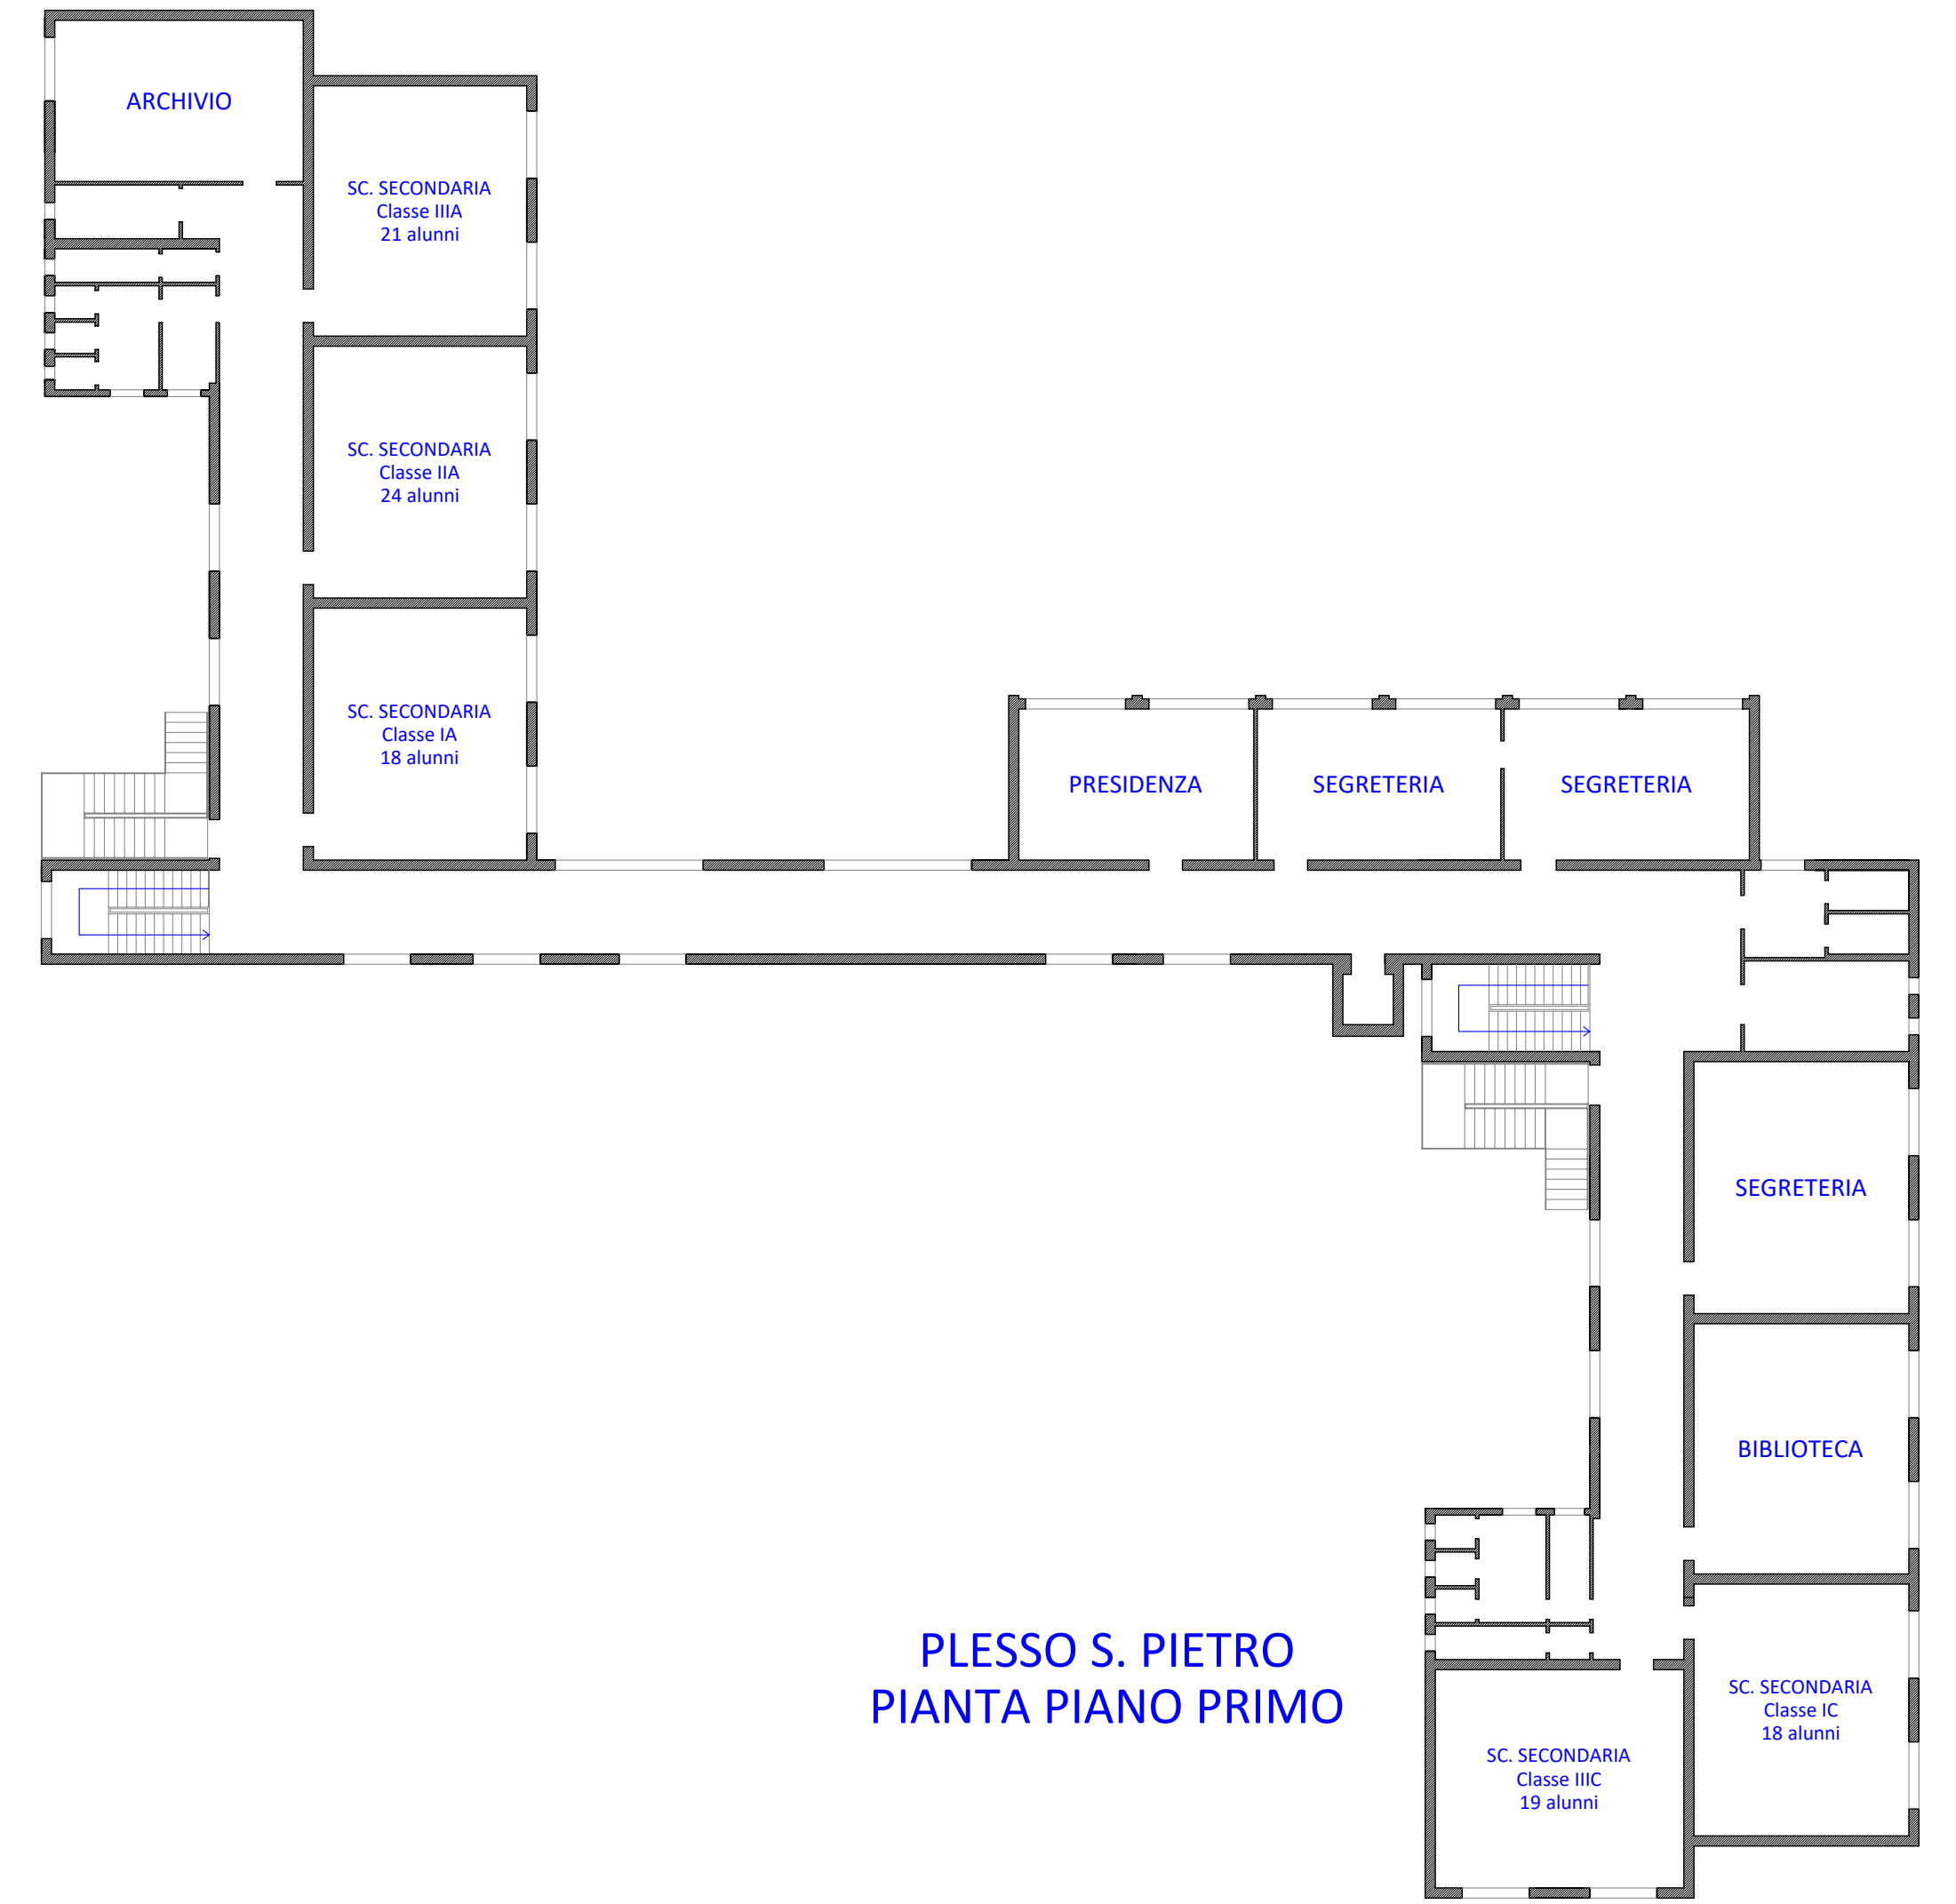 ARCHIVIO
SC. SECONDARIA
Classe IIIA
21 alunni
SC. SECONDARIA
Classe IIA
24 alunni
SC. SECONDARIA
Classe IA
18 alunni
PRESIDENZA
SEGRETERIA
SEGRETERIA
SEGRETERIA
BIBLIOTECA
PLESSO S. PIETRO
PIANTA PIANO PRIMO
SC. SECONDARIA
Classe IC
18 alunni
SC. SECONDARIA
Classe IIIC
19 alunni